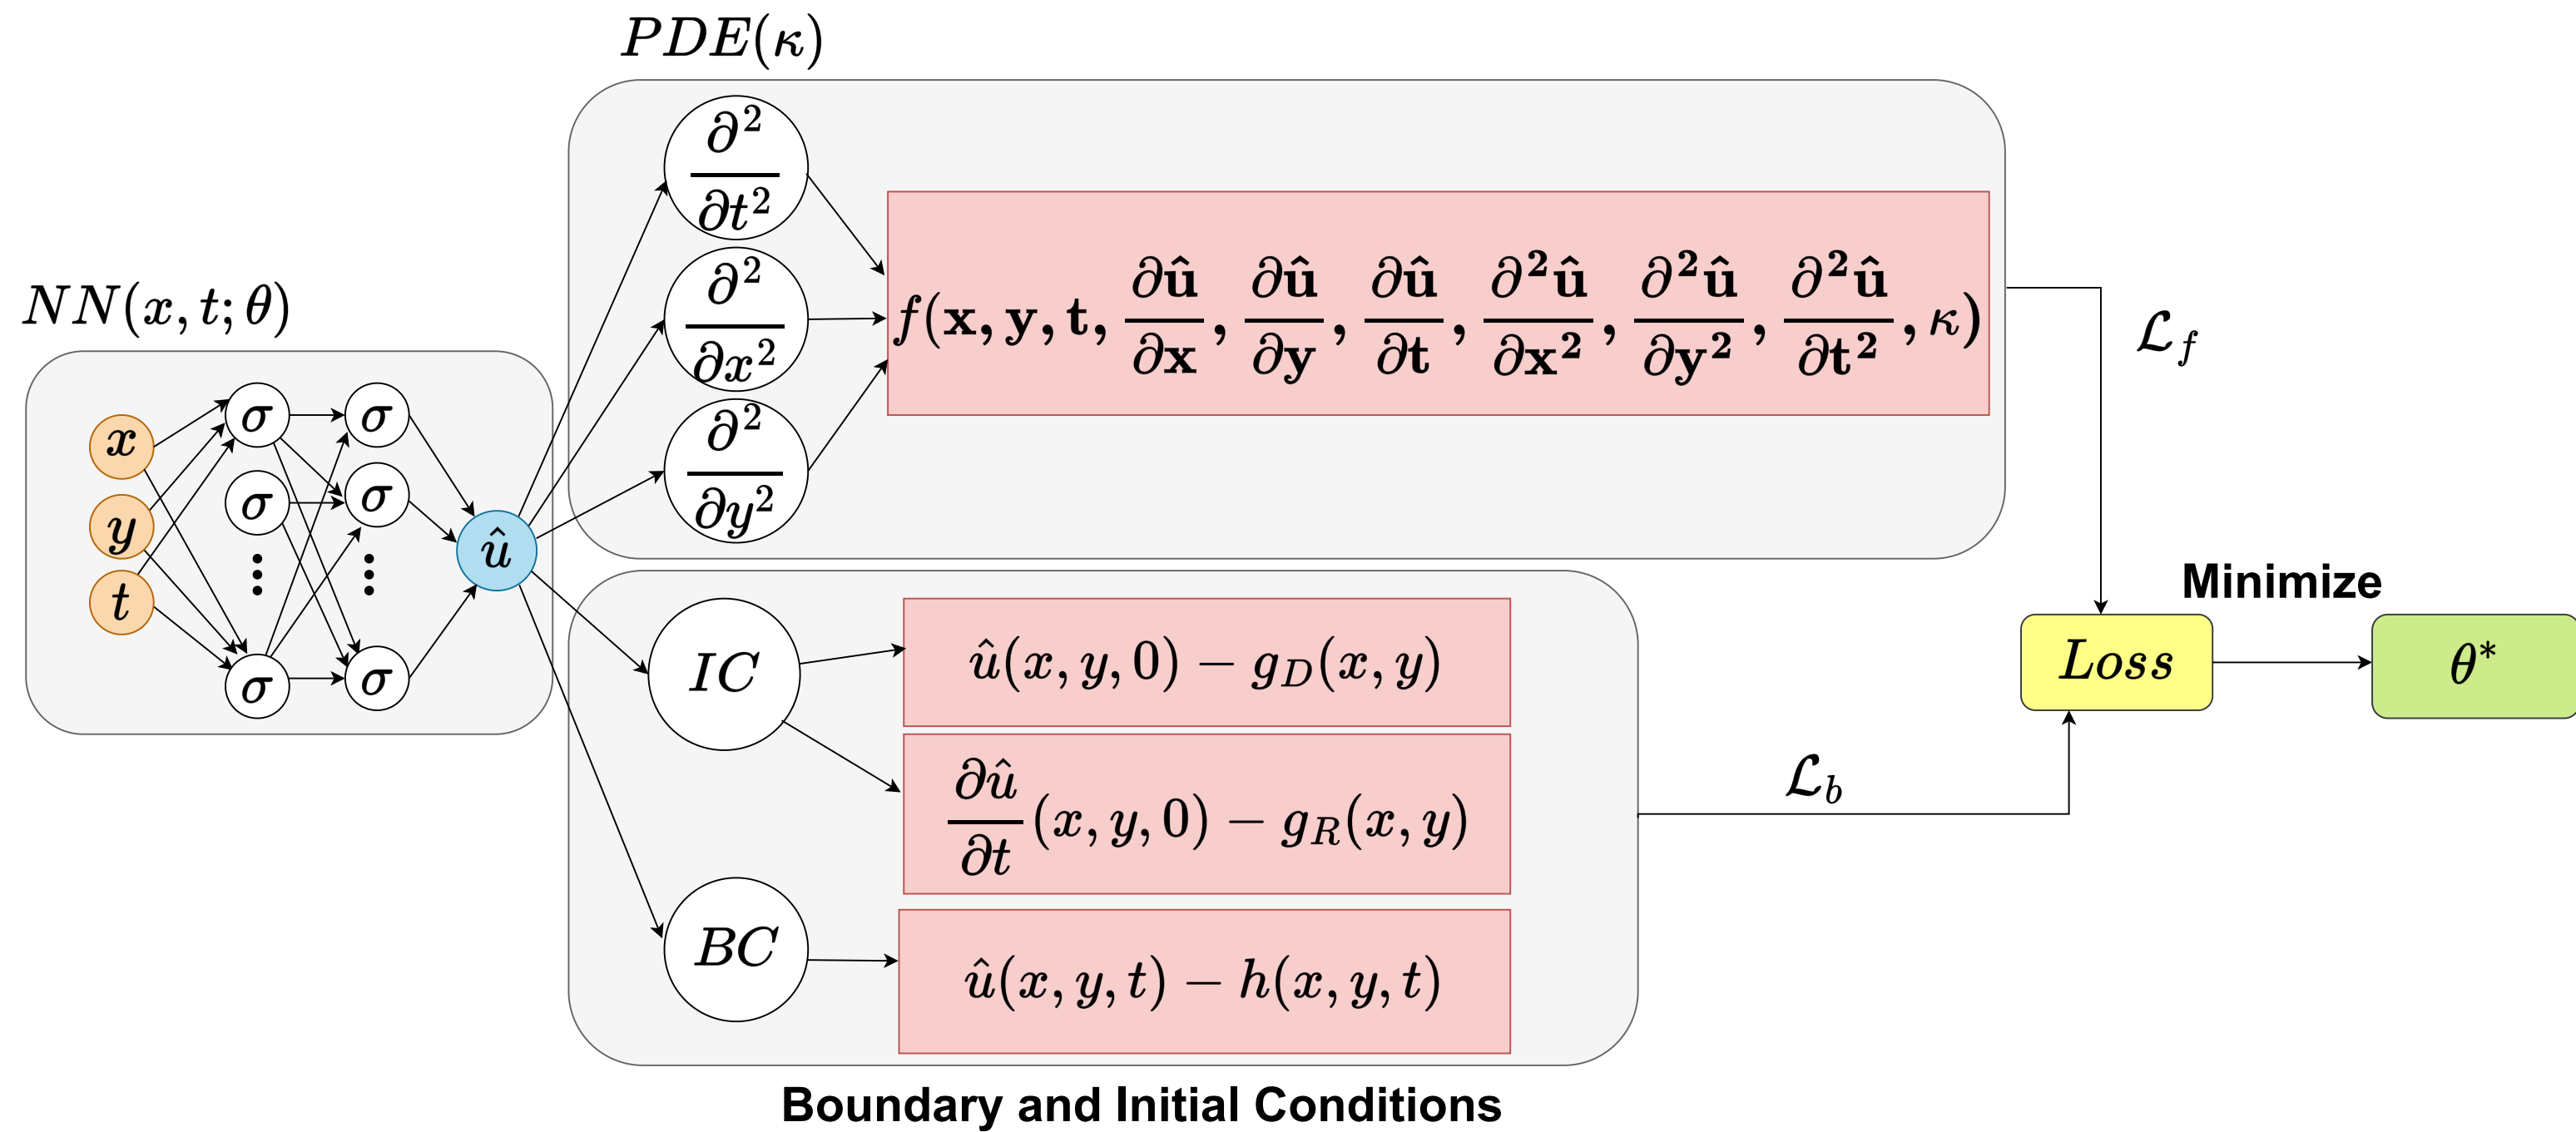 PDE(κ)
∂²/∂t²
∂²/∂x²
∂²/∂y²
f(x, y, t, ∂û/∂x, ∂û/∂y, ∂û/∂t, ∂²û/∂x², ∂²û/∂y², ∂²û/∂t², κ)
ℒ_f
NN(x, t; θ)
x
y
t
σ
σ
σ
σ
σ
σ
û
IC
û(x, y, 0) − g_D(x, y)
∂û/∂t (x, y, 0) − g_R(x, y)
BC
û(x, y, t) − h(x, y, t)
ℒ_b
Loss
Minimize
θ*
Boundary and Initial Conditions